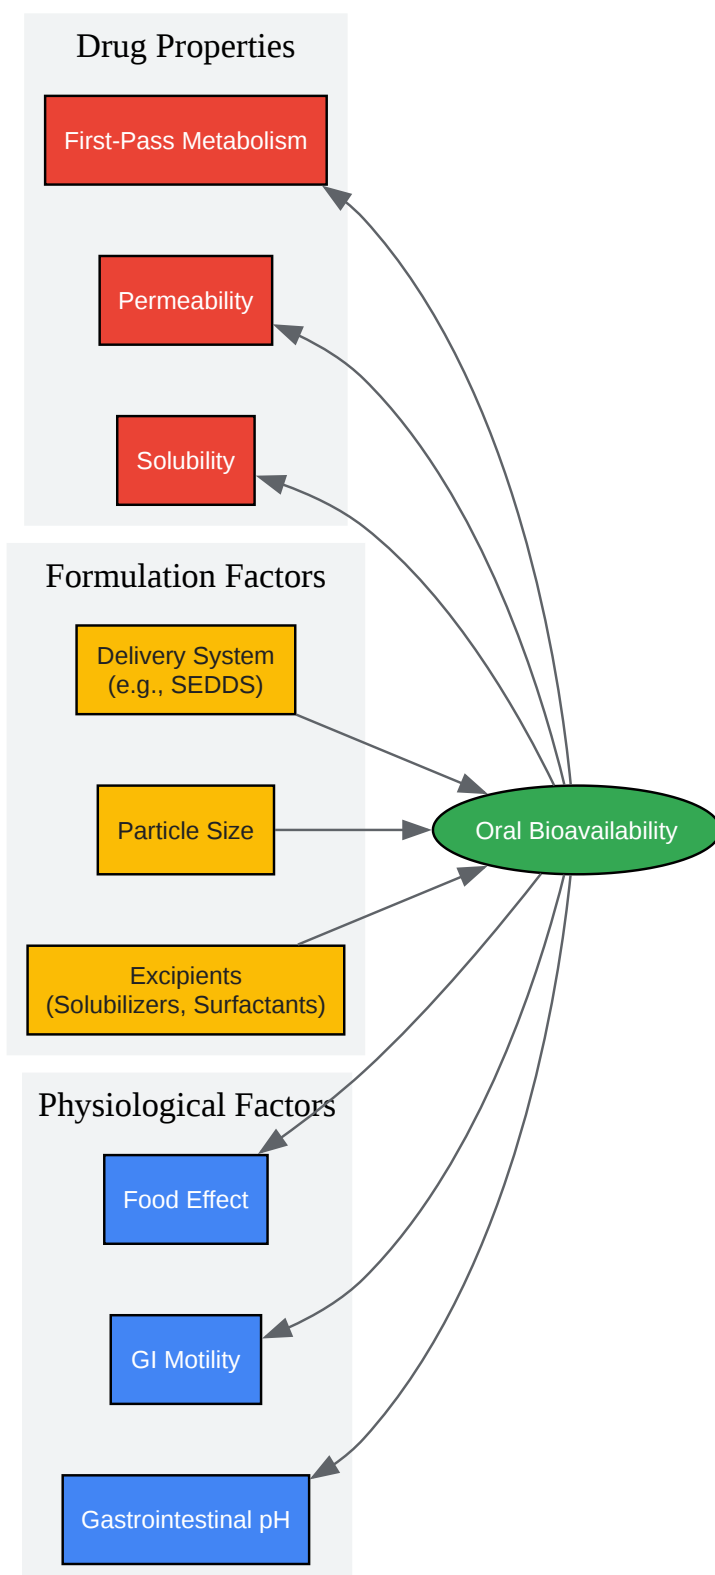 Drug Properties
First-Pass Metabolism
Permeability
Solubility
Formulation Factors
Delivery System
(e.g., SEDDS)
Particle Size
Oral Bioavailability
Excipients
(Solubilizers, Surfactants)
Physiological Factors
Food Effect
GI Motility
Gastrointestinal pH